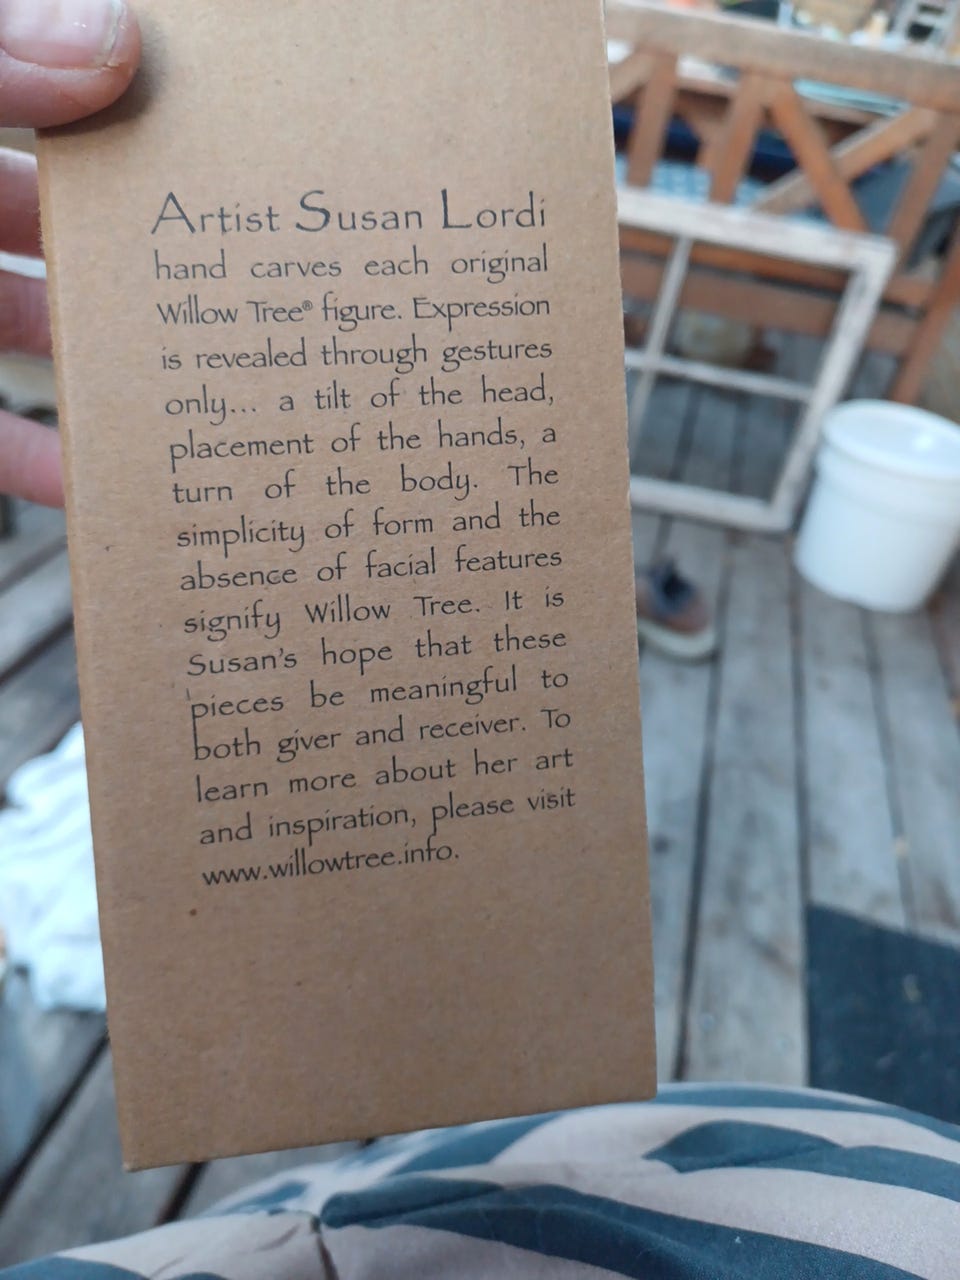 Artist Susan Lordi
hand carves each original
Willow Tree® figure. Expression
is revealed through gestures
only... a tilt of the head,
placement of the hands, a
turn of the body. The
simplicity of form and the
absence of facial features
signify Willow Tree. It is
Susan's hope that these
pieces be meaningful to
both giver and receiver. To
learn more about her art
and inspiration, please visit
www.willowtree.info.